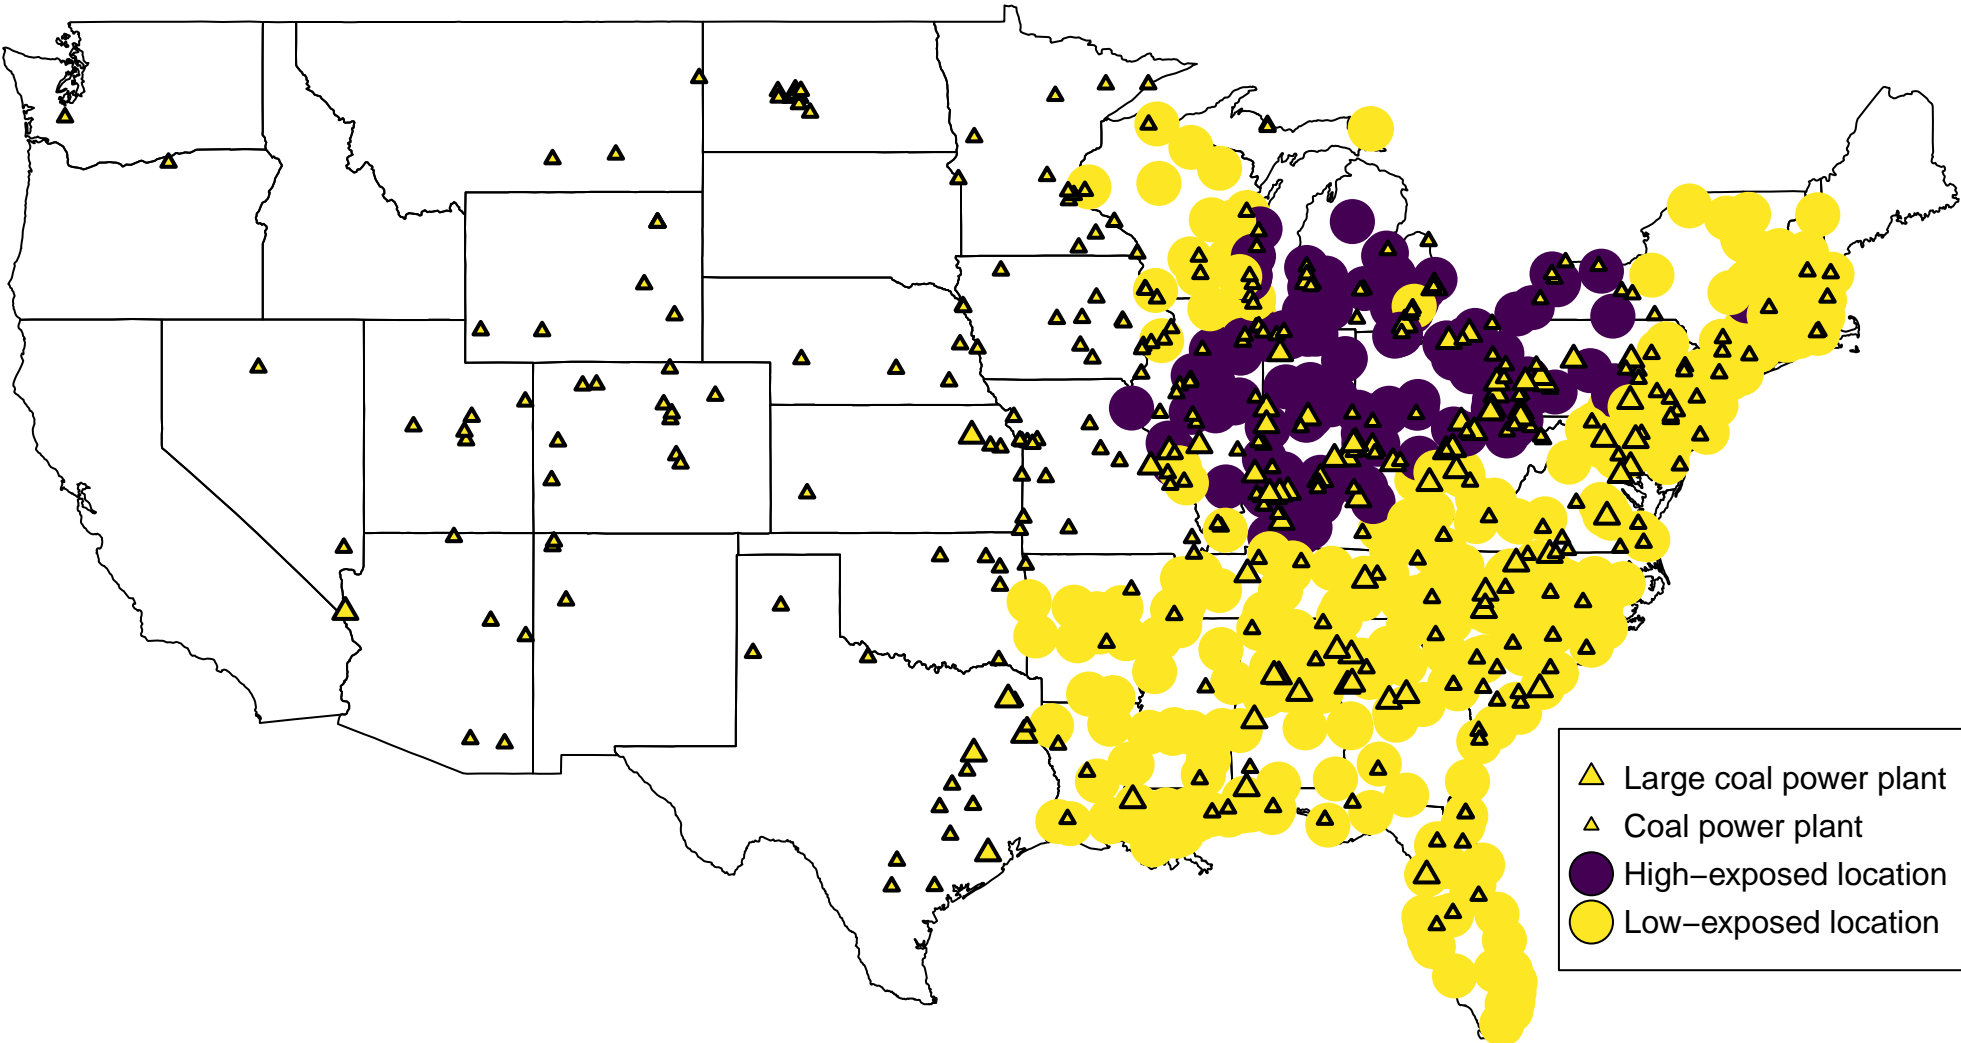 Large coal power plant
Coal power plant
High−exposed location
Low−exposed location